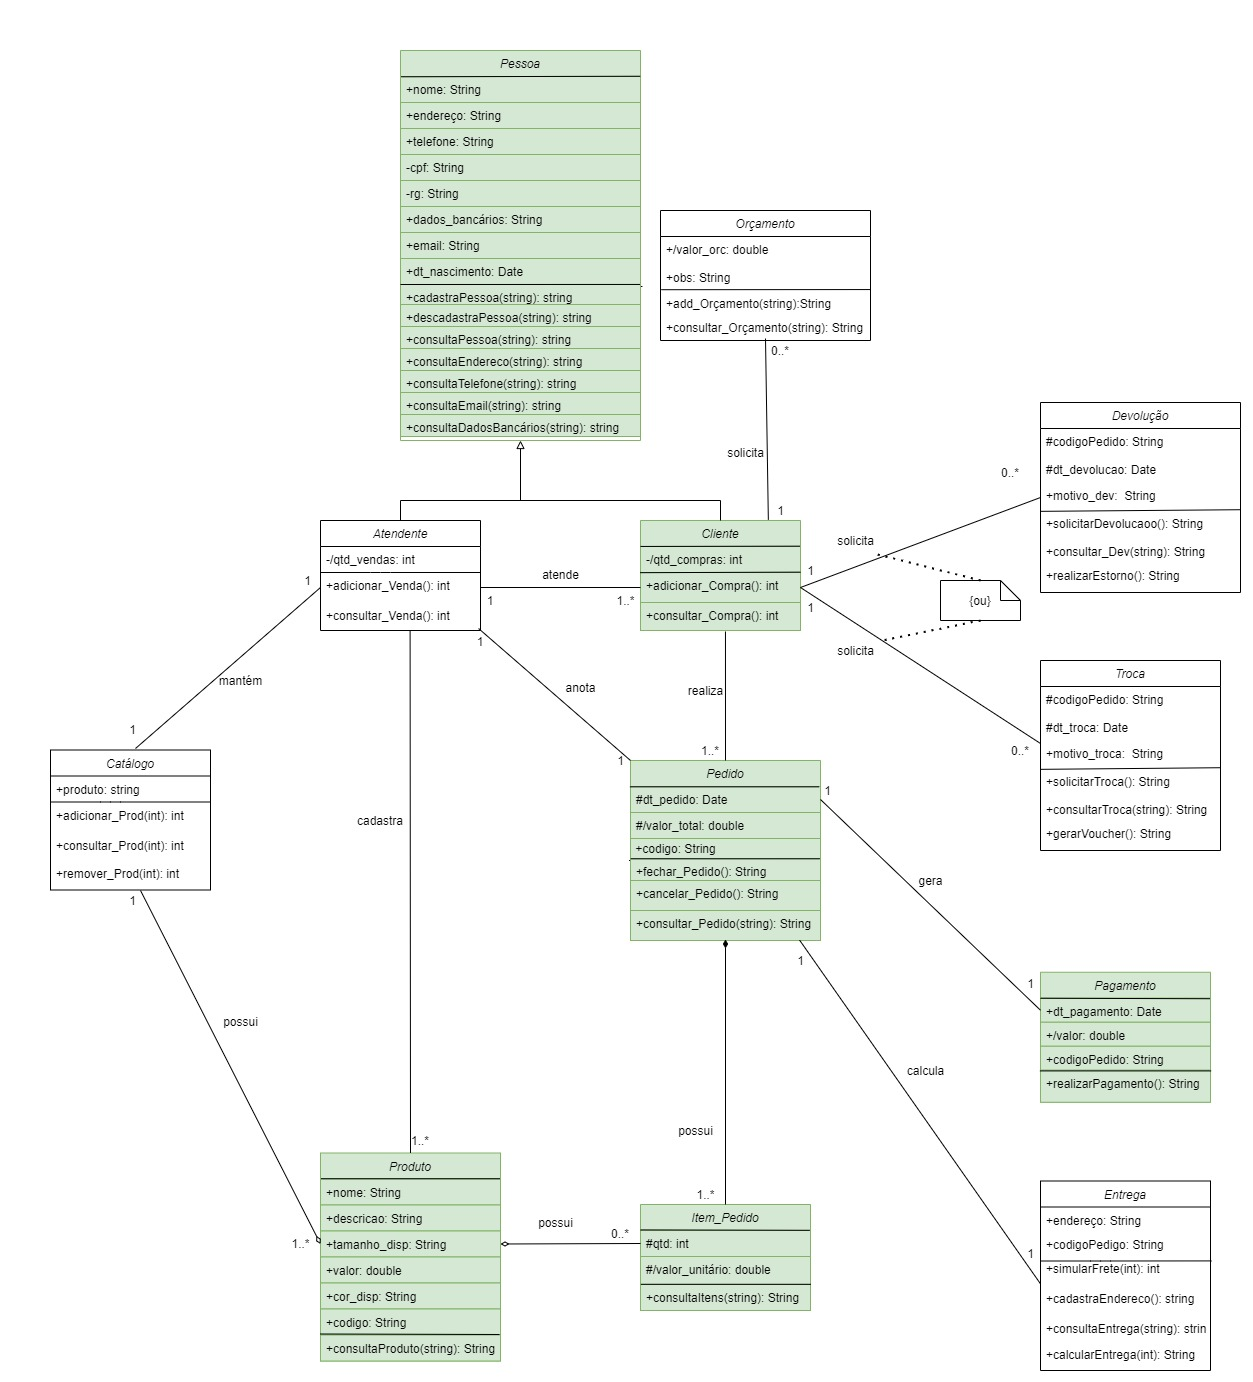 Pessoa
+nome: String
+endereço: String
+telefone: String
-cpf: String
-rg: String
+dados_bancários: String
+email: String
+dt_nascimento: Date
+cadastraPessoa(string): string
+descadastraPessoa(string): string
+consultaPessoa(string): string
+consultaEndereco(string): string
+consultaTelefone(string): string
+consultaEmail(string): string
+consultaDadosBancários(string): string
Orçamento
+/valor_orc: double
+obs: String
+add_Orçamento(string):String
+consultar_Orçamento(string): String
0..*
solicita
1
Devolução
#codigoPedido: String
#dt_devolucao: Date
+motivo_dev:  String
+solicitarDevolucaoo(): String
+consultar_Dev(string): String
+realizarEstorno(): String
0..*
solicita
1
{ou}
1
solicita
0..*
Atendente
-/qtd_vendas: int
+adicionar_Venda(): int
+consultar_Venda(): int
atende
1
1..*
Cliente
-/qtd_compras: int
+adicionar_Compra(): int
+consultar_Compra(): int
Troca
#codigoPedido: String
#dt_troca: Date
+motivo_troca:  String
+solicitarTroca(): String
+consultarTroca(string): String
+gerarVoucher(): String
1
mantém
1
1
anota
1
realiza
1..*
Catálogo
+produto: string
+adicionar_Prod(int): int
+consultar_Prod(int): int
+remover_Prod(int): int
cadastra
1..*
Pedido
#dt_pedido: Date
#/valor_total: double
+codigo: String
+fechar_Pedido(): String
+cancelar_Pedido(): String
+consultar_Pedido(string): String
1
gera
1
1
possui
1..*
1
calcula
1
Pagamento
+dt_pagamento: Date
+/valor: double
+codigoPedido: String
+realizarPagamento(): String
possui
1..*
Produto
+nome: String
+descricao: String
+tamanho_disp: String
+valor: double
+cor_disp: String
+codigo: String
+consultaProduto(string): String
possui
0..*
Item_Pedido
#qtd: int
#/valor_unitário: double
+consultaItens(string): String
Entrega
+endereço: String
+codigoPedigo: String
+simularFrete(int): int
+cadastraEndereco(): string
+consultaEntrega(string): strin
+calcularEntrega(int): String